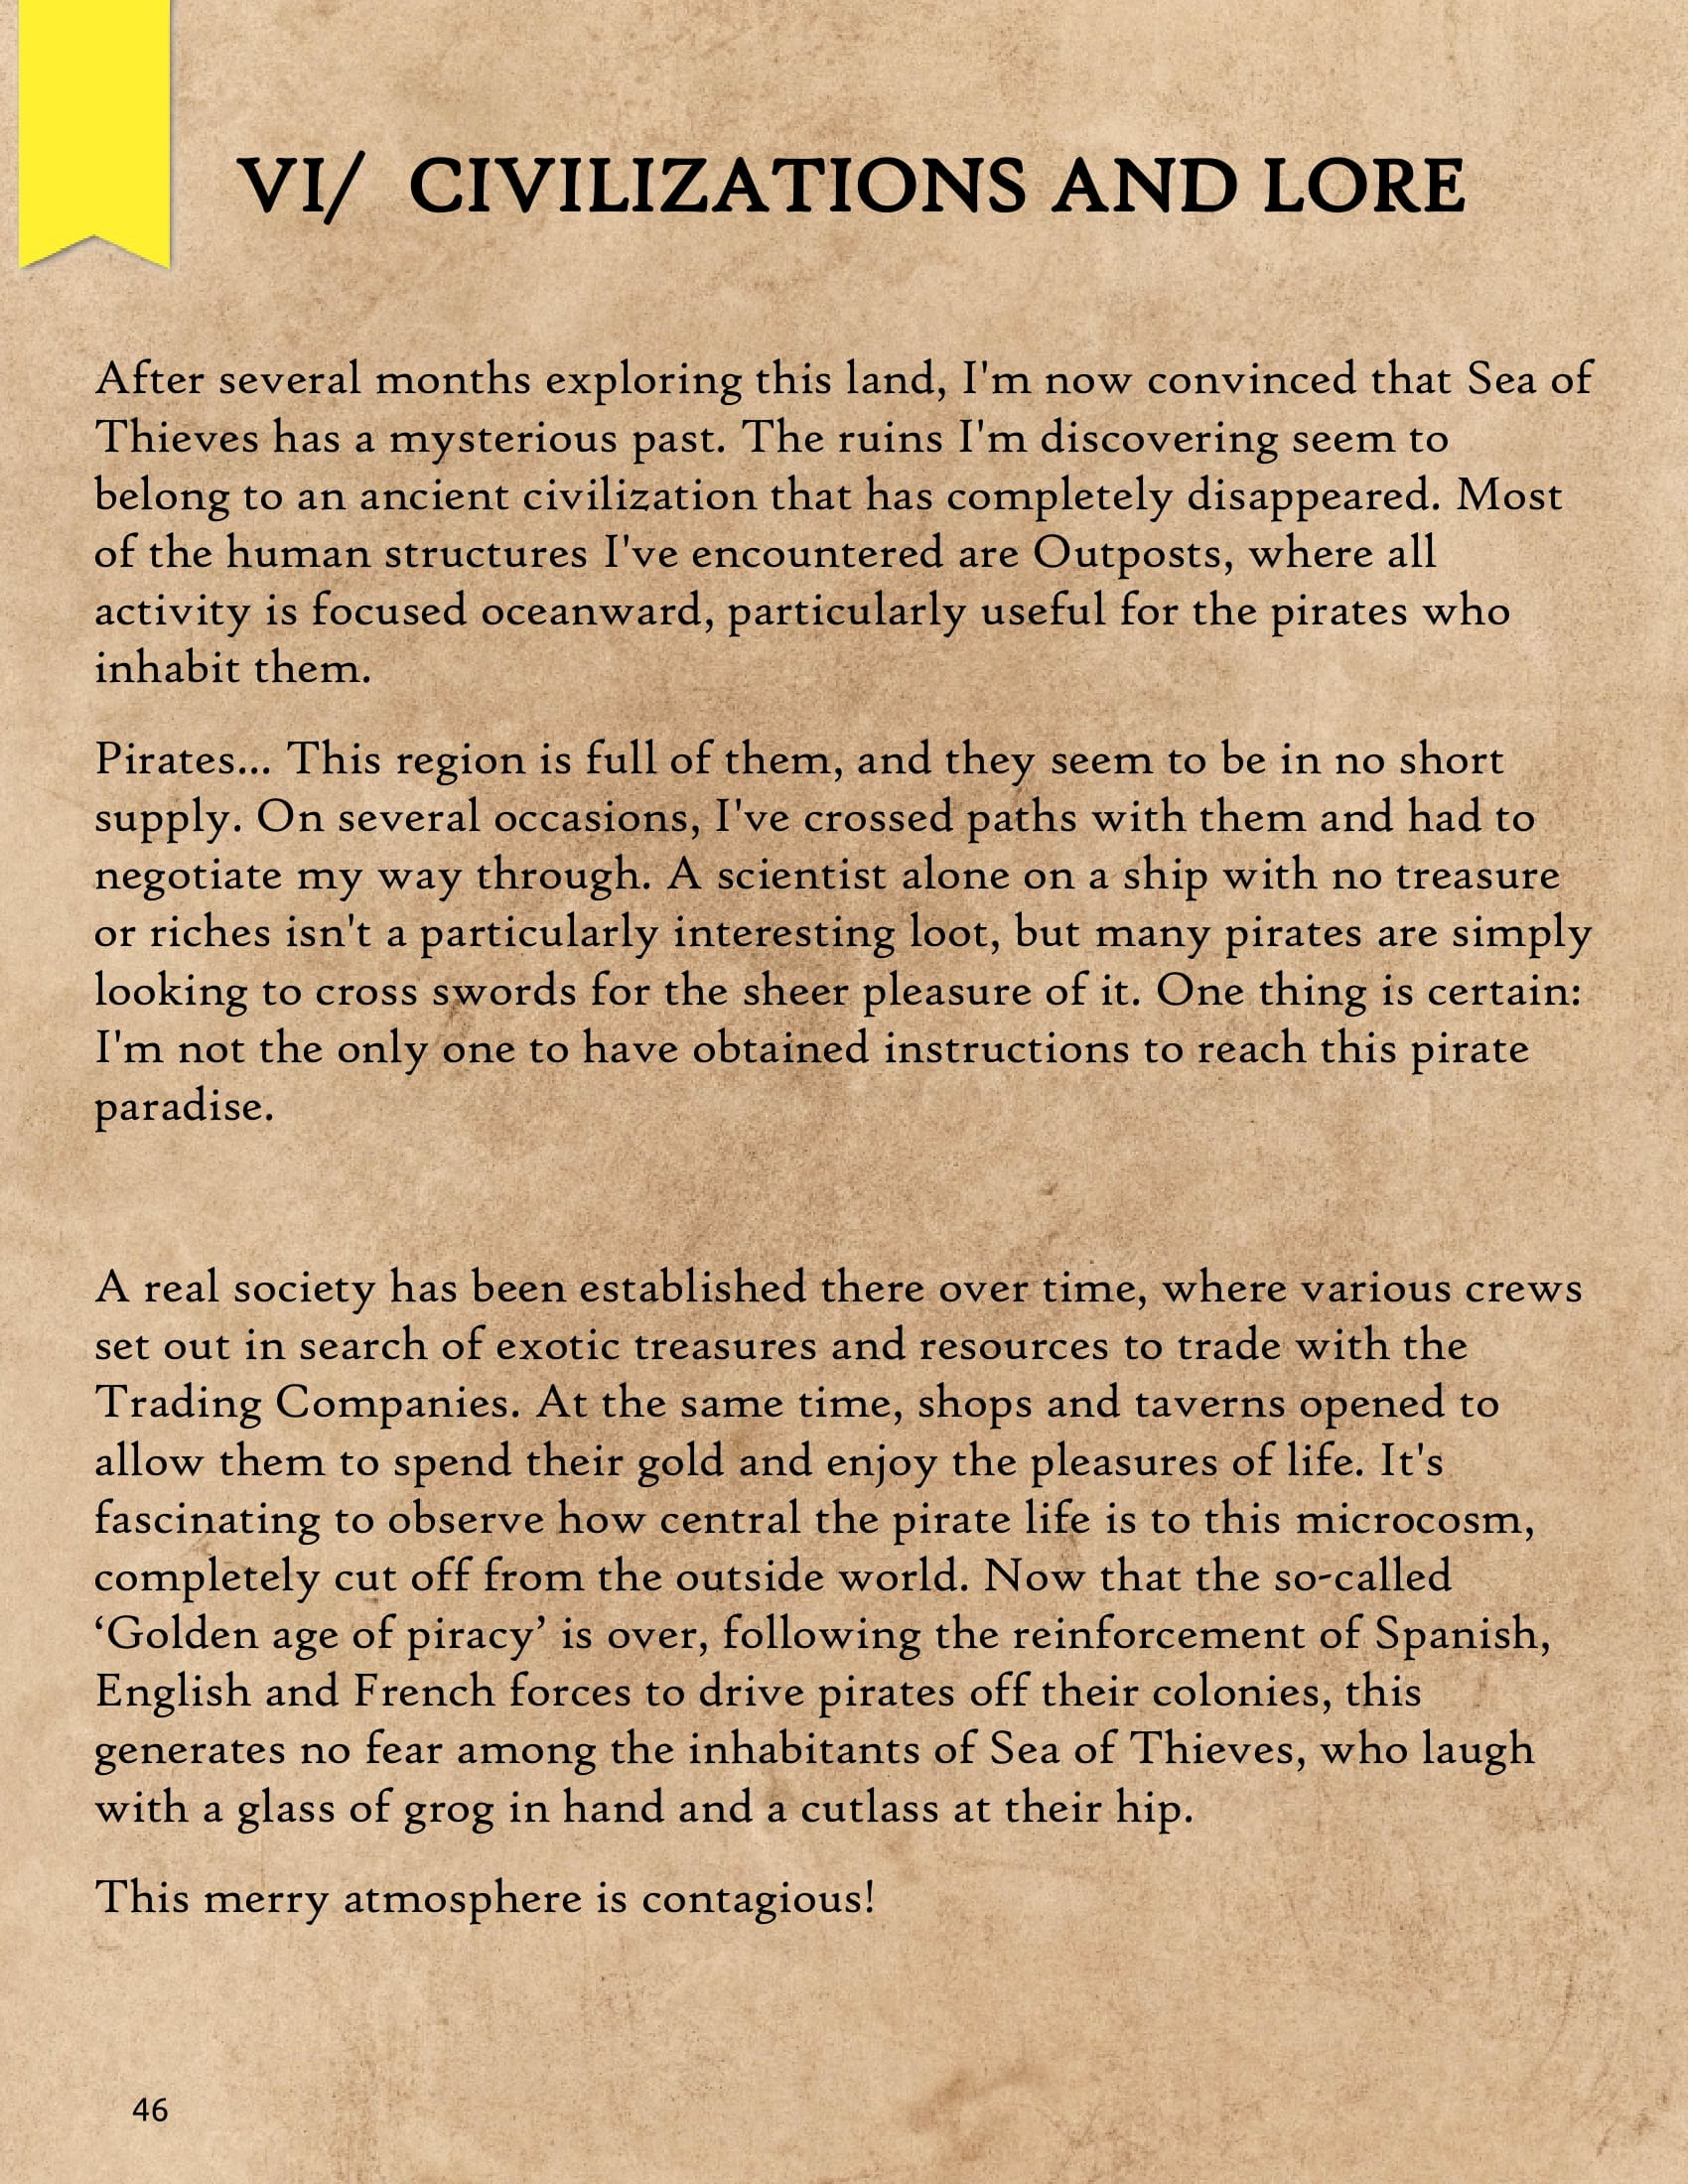 VI/ CIVILIZATIONS AND LORE
After several months exploring this land, I'm now convinced that Sea of
Thieves has a mysterious past. The ruins I'm discovering seem to
belong to an ancient civilization that has completely disappeared. Most
of the human structures I've encountered are Outposts, where all
activity is focused oceanward, particularly useful for the pirates who
inhabit them.
Pirates... This region is full of them, and they seem to be in no short
supply. On several occasions, I've crossed paths with them and had to
negotiate my way through. A scientist alone on a ship with no treasure
or riches isn't a particularly interesting loot, but many pirates are simply
looking to cross swords for the sheer pleasure of it. One thing is certain:
I'm not the only one to have obtained instructions to reach this pirate
paradise.
A real society has been established there over time, where various crews
set out in search of exotic treasures and resources to trade with the
Trading Companies. At the same time, shops and taverns opened to
allow them to spend their gold and enjoy the pleasures of life. It's
fascinating to observe how central the pirate life is to this microcosm,
completely cut off from the outside world. Now that the so-called
‘Golden age of piracy’ is over, following the reinforcement of Spanish,
English and French forces to drive pirates off their colonies, this
generates no fear among the inhabitants of Sea of Thieves, who laugh
with a glass of grog in hand and a cutlass at their hip.
This merry atmosphere is contagious!
46